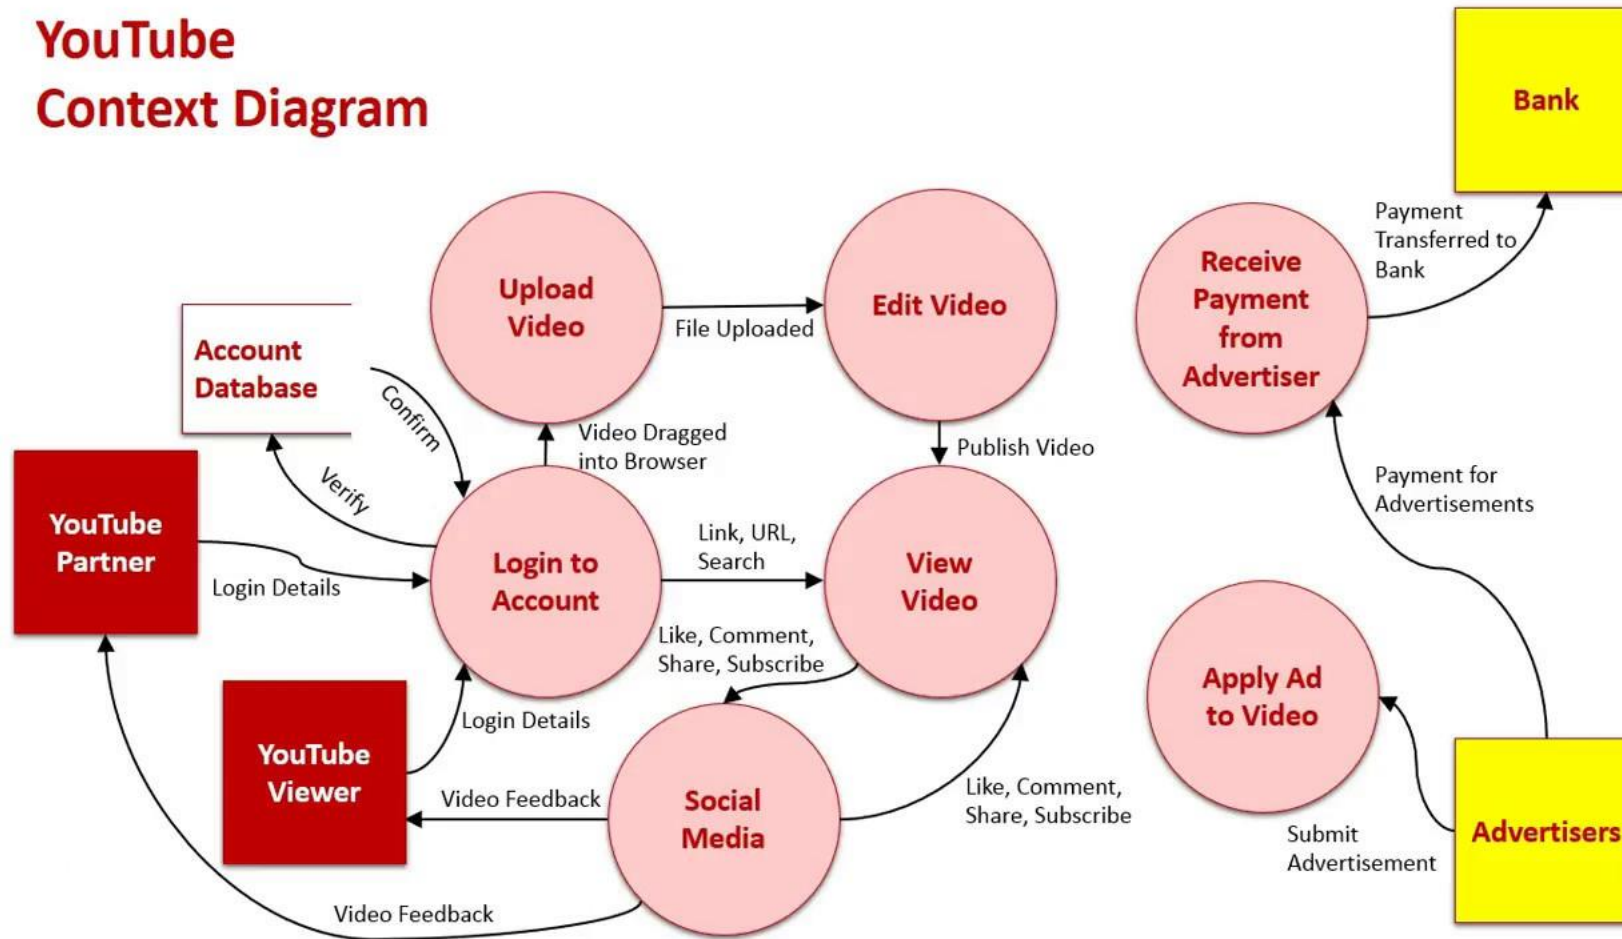 YouTube
Context Diagram
Bank
Payment
Transferred to
Bank
Upload
Video
File Uploaded
Edit Video
Receive
Payment
from
Advertiser
Account
Database
Confirm
Verify
Video Dragged
into Browser
Publish Video
Payment for
Advertisements
YouTube
Partner
Login Details
Login to
Account
Link, URL,
Search
View
Video
Like, Comment,
Share, Subscribe
Apply Ad
to Video
YouTube
Viewer
Login Details
Video Feedback
Social
Media
Like, Comment,
Share, Subscribe
Submit
Advertisement
Advertisers
Video Feedback